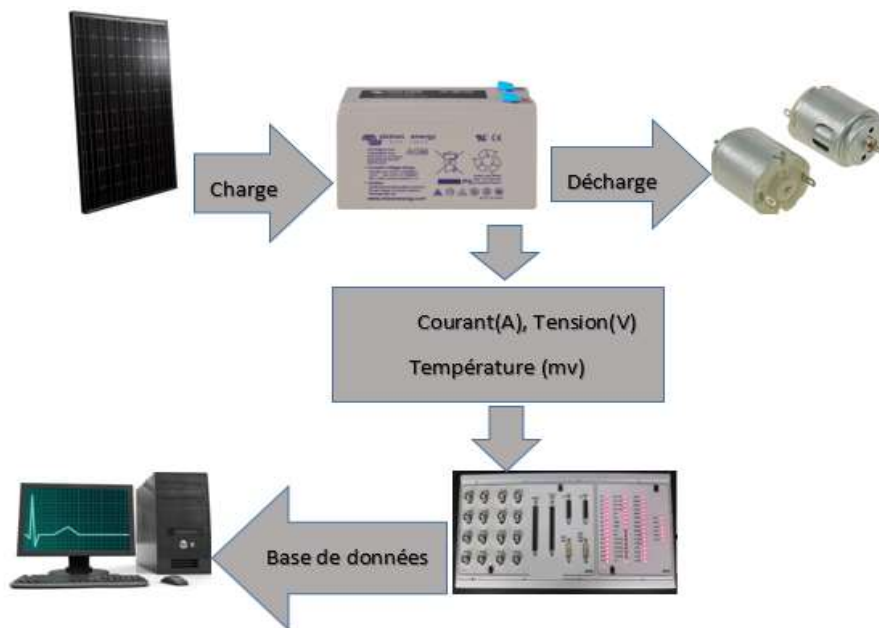 Charge
Décharge
Courant(A), Tension(V)
Température (mv)
Base de données